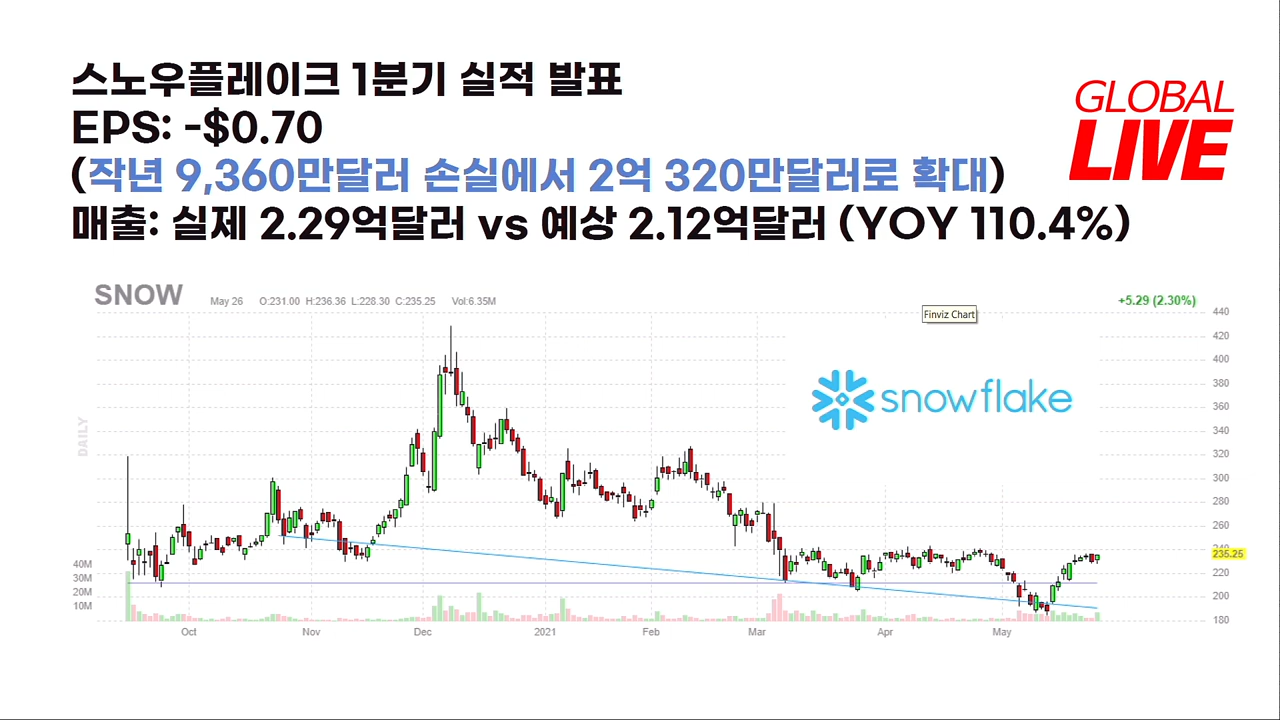 스노우플레이크 1분기 실적 발표
EPS: -$0.70
(작년 9,360만달러 손실에서 2억 320만달러로 확대)
매출: 실제 2.29억달러 vs 예상 2.12억달러 (YOY 110.4%)
GLOBAL
LIVE
SNOW May 26 O:231.00 H:236.36 L:228.30 C:235.25 Vol:6.35M +5.29 (2.30%)
Finviz Chart
snowflake
DAILY
440
420
400
380
360
340
320
300
280
260
240
235.25
220
200
180
40M
30M
20M
10M
Oct Nov Dec 2021 Feb Mar Apr May